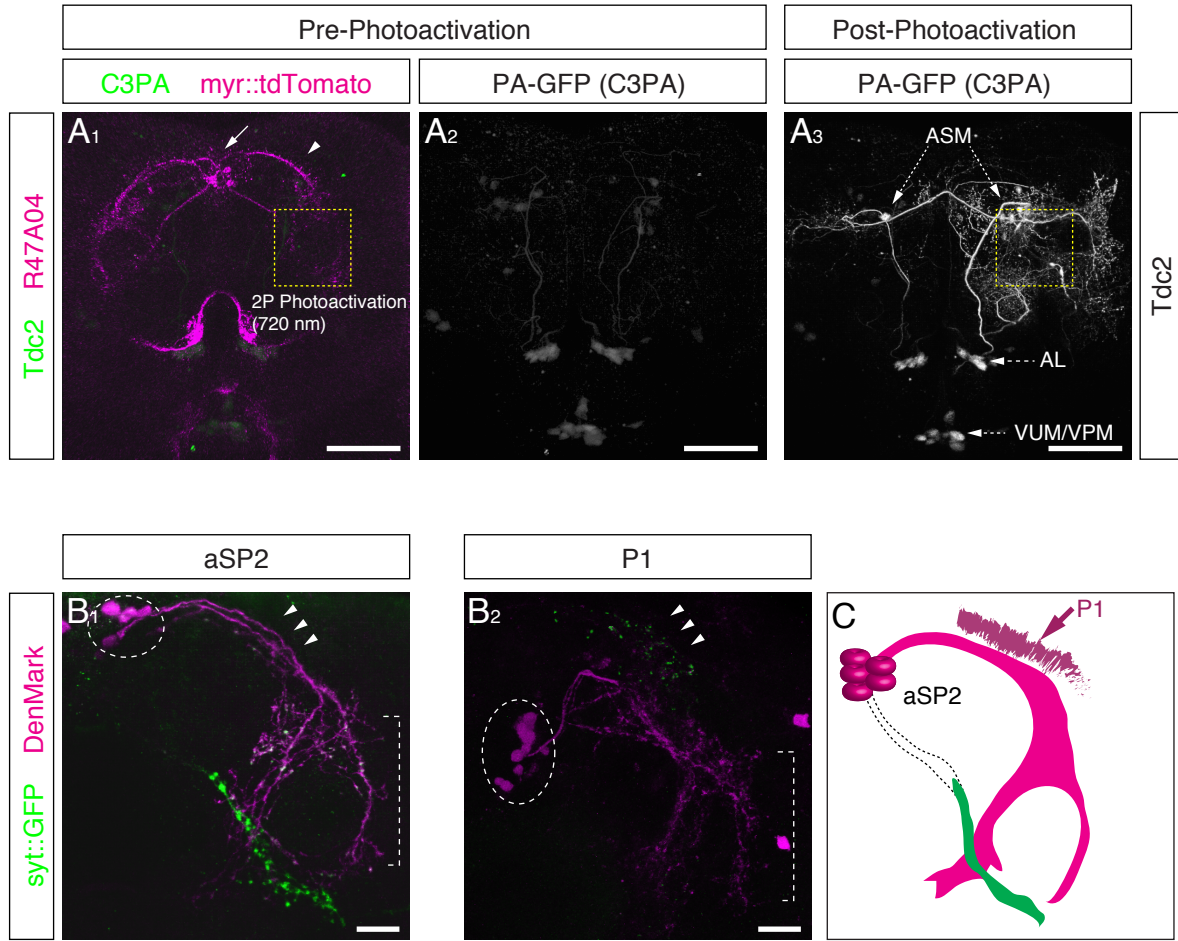 Pre-Photoactivation
Post-Photoactivation
C3PA myr::tdTomato
PA-GFP (C3PA)
PA-GFP (C3PA)
Tdc2 R47A04
A1
2P Photoactivation
(720 nm)
A2
A3
ASM
AL
VUM/VPM
Tdc2
aSP2
P1
syt::GFP DenMark
B1
B2
C
P1
aSP2